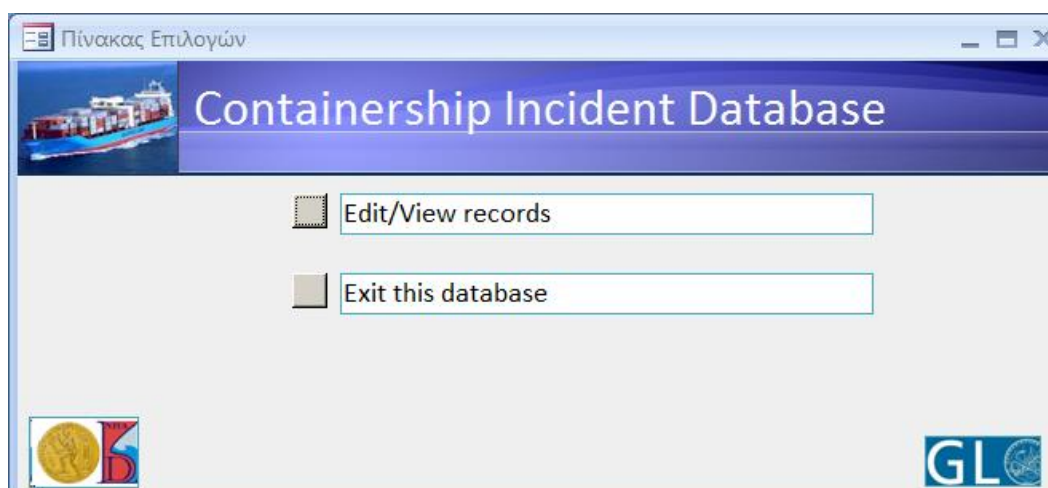 Πίνακας Επιλογών
Containership Incident Database
Edit/View records
Exit this database
GL